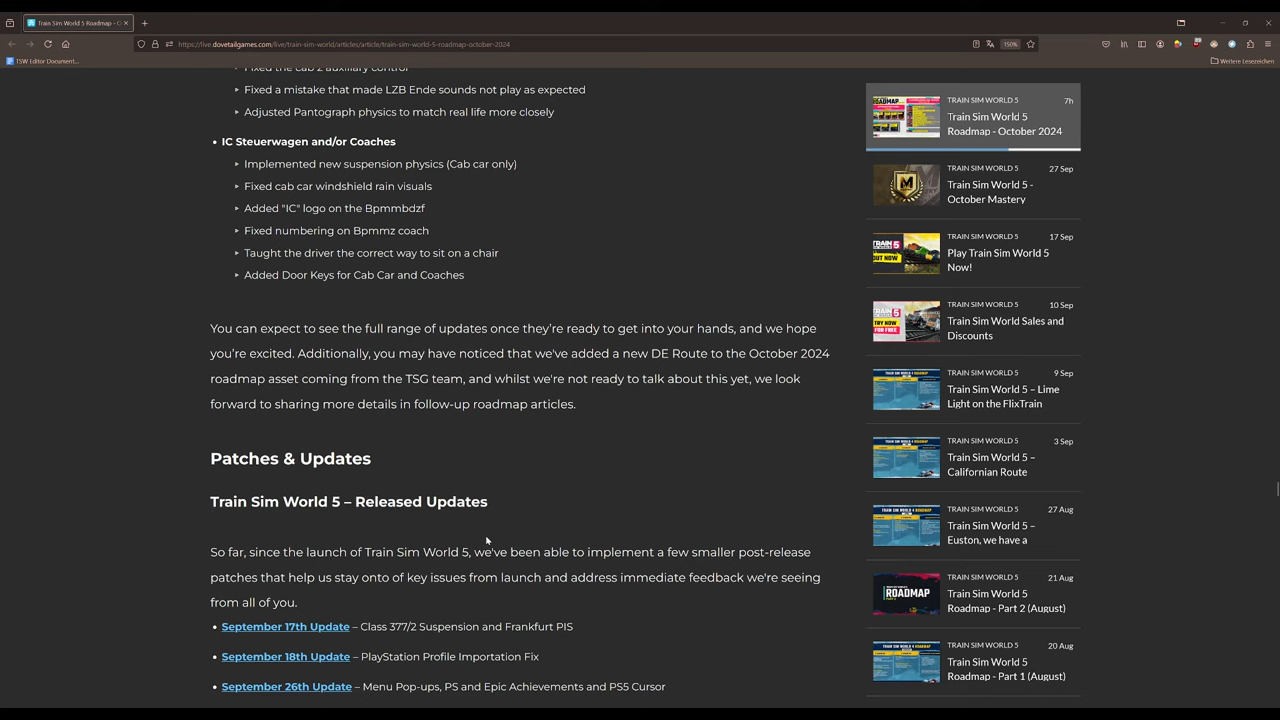 Train Sim World 5 Roadmap - O
https://live.dovetailgames.com/live/train-sim-world/articles/article/train-sim-world-5-roadmap-october-2024
150%
TSW Editor Document...
Weitere Lesezeichen
Fixed the cab 2 auxiliary control
Fixed a mistake that made LZB Ende sounds not play as expected
Adjusted Pantograph physics to match real life more closely
IC Steuerwagen and/or Coaches
Implemented new suspension physics (Cab car only)
Fixed cab car windshield rain visuals
Added "IC" logo on the Bpmmbdzf
Fixed numbering on Bpmmz coach
Taught the driver the correct way to sit on a chair
Added Door Keys for Cab Car and Coaches
You can expect to see the full range of updates once they're ready to get into your hands, and we hope
you're excited. Additionally, you may have noticed that we've added a new DE Route to the October 2024
roadmap asset coming from the TSG team, and whilst we're not ready to talk about this yet, we look
forward to sharing more details in follow-up roadmap articles.
Patches & Updates
Train Sim World 5 – Released Updates
So far, since the launch of Train Sim World 5, we've been able to implement a few smaller post-release
patches that help us stay onto of key issues from launch and address immediate feedback we're seeing
from all of you.
September 17th Update – Class 377/2 Suspension and Frankfurt PIS
September 18th Update – PlayStation Profile Importation Fix
September 26th Update – Menu Pop-ups, PS and Epic Achievements and PS5 Cursor
TRAIN SIM WORLD 5 7h
Train Sim World 5
Roadmap - October 2024
TRAIN SIM WORLD 5 27 Sep
Train Sim World 5 -
October Mastery
TRAIN SIM WORLD 5 17 Sep
Play Train Sim World 5
Now!
TRAIN SIM WORLD 5 10 Sep
Train Sim World Sales and
Discounts
TRAIN SIM WORLD 5 9 Sep
Train Sim World 5 – Lime
Light on the FlixTrain
TRAIN SIM WORLD 5 3 Sep
Train Sim World 5 –
Californian Route
TRAIN SIM WORLD 5 27 Aug
Train Sim World 5 –
Euston, we have a
TRAIN SIM WORLD 5 21 Aug
Train Sim World 5
Roadmap - Part 2 (August)
ROADMAP
TRAIN SIM WORLD 5 20 Aug
Train Sim World 5
Roadmap - Part 1 (August)